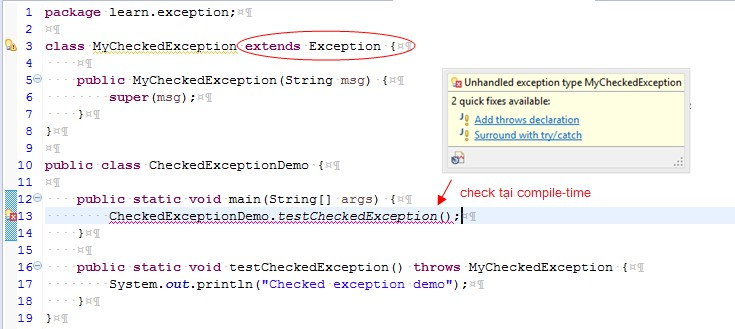 1 package learn.exception;
2
3 class MyCheckedException extends Exception {
4
5 public MyCheckedException(String msg) {
6 super(msg);
7 }
8 }
9
10 public class CheckedExceptionDemo {
11
12 public static void main(String[] args) {
13 CheckedExceptionDemo.testCheckedException();
14 }
15
16 public static void testCheckedException() throws MyCheckedException {
17 System.out.println("Checked exception demo");
18 }
19 }
Unhandled exception type MyCheckedException
2 quick fixes available:
Add throws declaration
Surround with try/catch
check tại compile-time